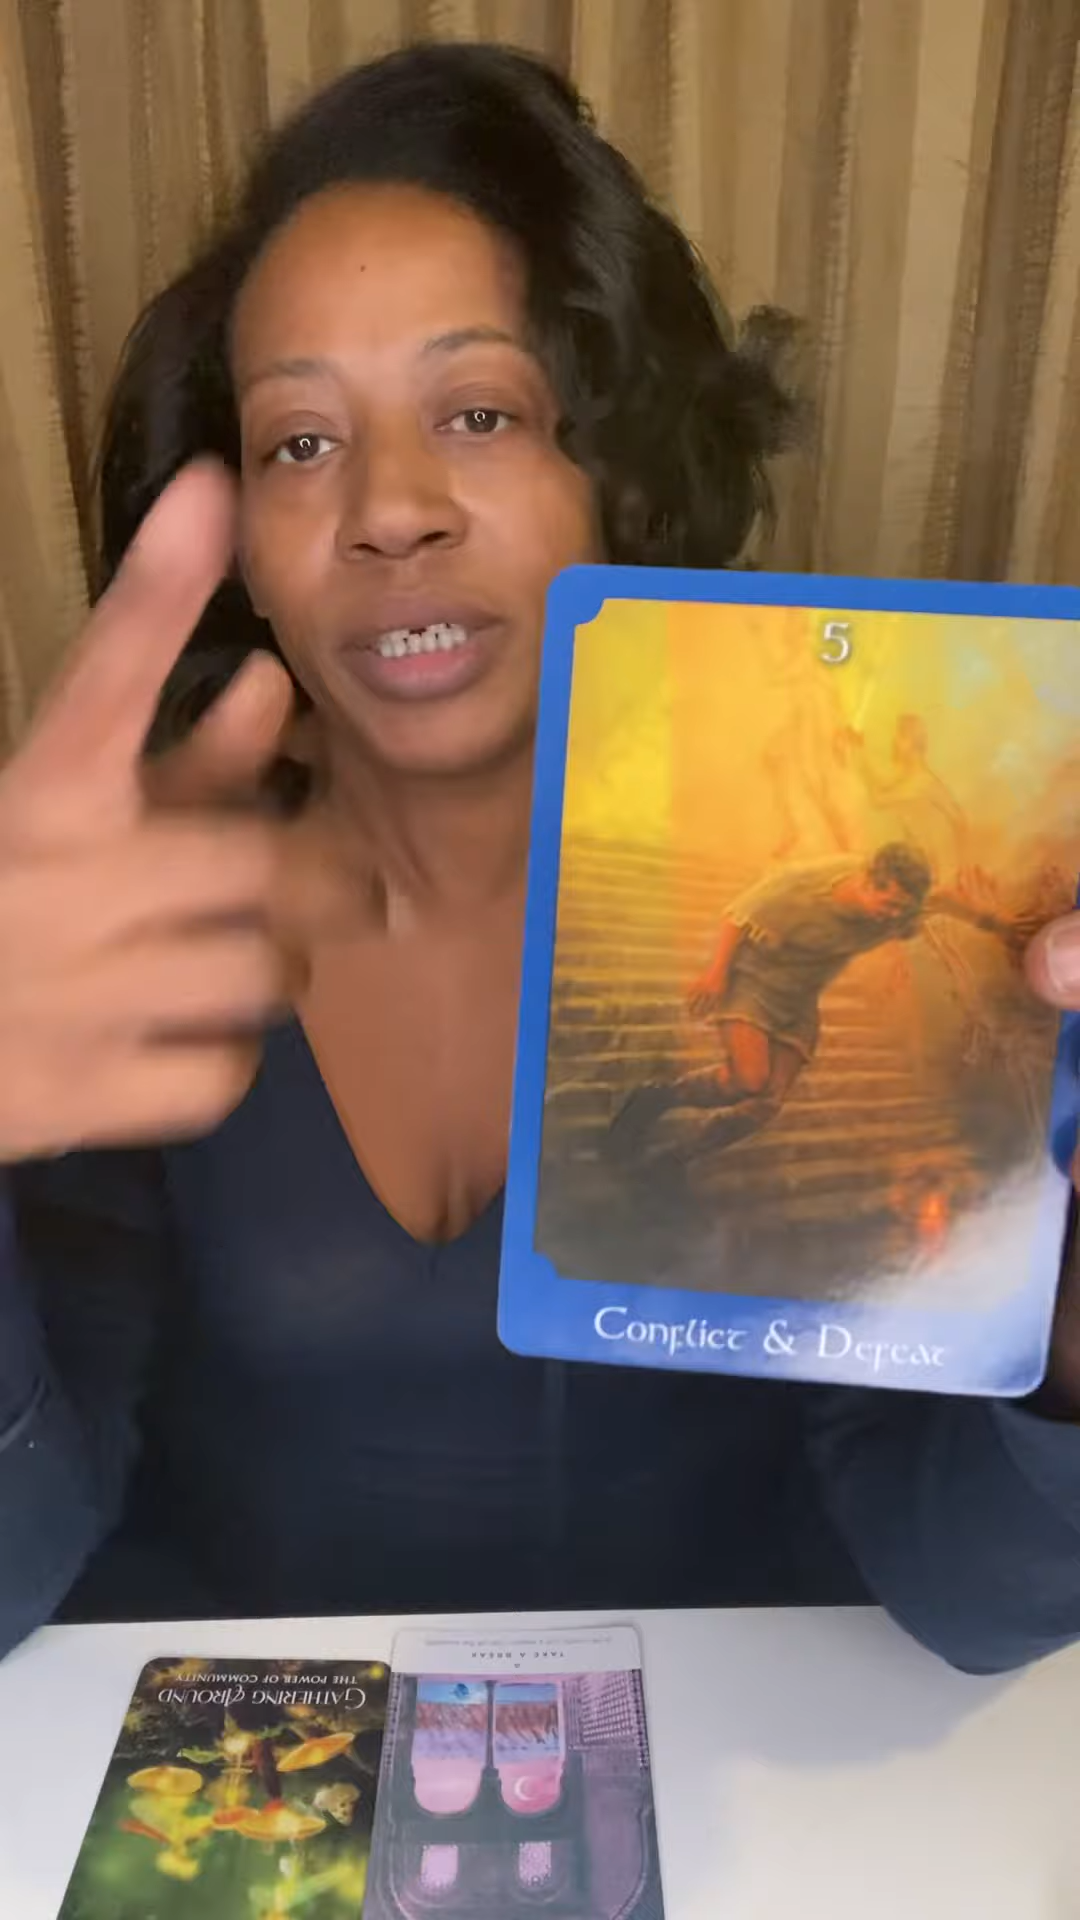 5
Conflict & Defeat
GATHERING AROUND
THE POWER OF COMMUNITY
TAKE A BREAK